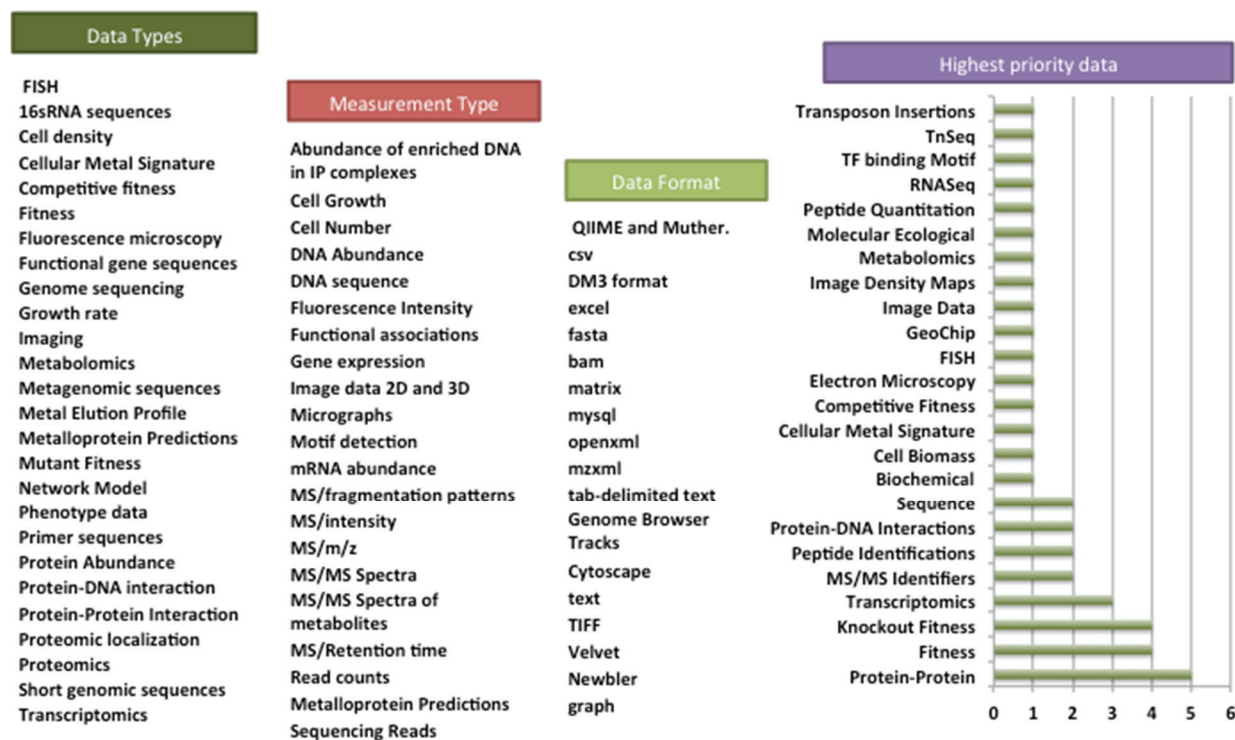 Data Types
FISH
16sRNA sequences
Cell density
Cellular Metal Signature
Competitive fitness
Fitness
Fluorescence microscopy
Functional gene sequences
Genome sequencing
Growth rate
Imaging
Metabolomics
Metagenomic sequences
Metal Elution Profile
Metalloprotein Predictions
Mutant Fitness
Network Model
Phenotype data
Primer sequences
Protein Abundance
Protein-DNA interaction
Protein-Protein Interaction
Proteomic localization
Proteomics
Short genomic sequences
Transcriptomics
Measurement Type
Abundance of enriched DNA
in IP complexes
Cell Growth
Cell Number
DNA Abundance
DNA sequence
Fluorescence Intensity
Functional associations
Gene expression
Image data 2D and 3D
Micrographs
Motif detection
mRNA abundance
MS/fragmentation patterns
MS/intensity
MS/m/z
MS/MS Spectra
MS/MS Spectra of
metabolites
MS/Retention time
Read counts
Metalloprotein Predictions
Sequencing Reads
Data Format
QIIME and Muther.
csv
DM3 format
excel
fasta
bam
matrix
mysql
openxml
mzxml
tab-delimited text
Genome Browser
Tracks
Cytoscape
text
TIFF
Velvet
Newbler
graph
Highest priority data
Transposon Insertions
TnSeq
TF binding Motif
RNASeq
Peptide Quantitation
Molecular Ecological
Metabolomics
Image Density Maps
Image Data
GeoChip
FISH
Electron Microscopy
Competitive Fitness
Cellular Metal Signature
Cell Biomass
Biochemical
Sequence
Protein-DNA Interactions
Peptide Identifications
MS/MS Identifiers
Transcriptomics
Knockout Fitness
Fitness
Protein-Protein
0 1 2 3 4 5 6